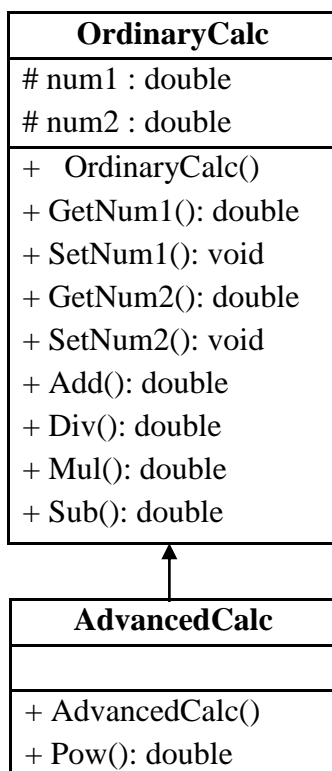 OrdinaryCalc
# num1 : double
# num2 : double
+ OrdinaryCalc()
+ GetNum1(): double
+ SetNum1(): void
+ GetNum2(): double
+ SetNum2(): void
+ Add(): double
+ Div(): double
+ Mul(): double
+ Sub(): double
AdvancedCalc
+ AdvancedCalc()
+ Pow(): double